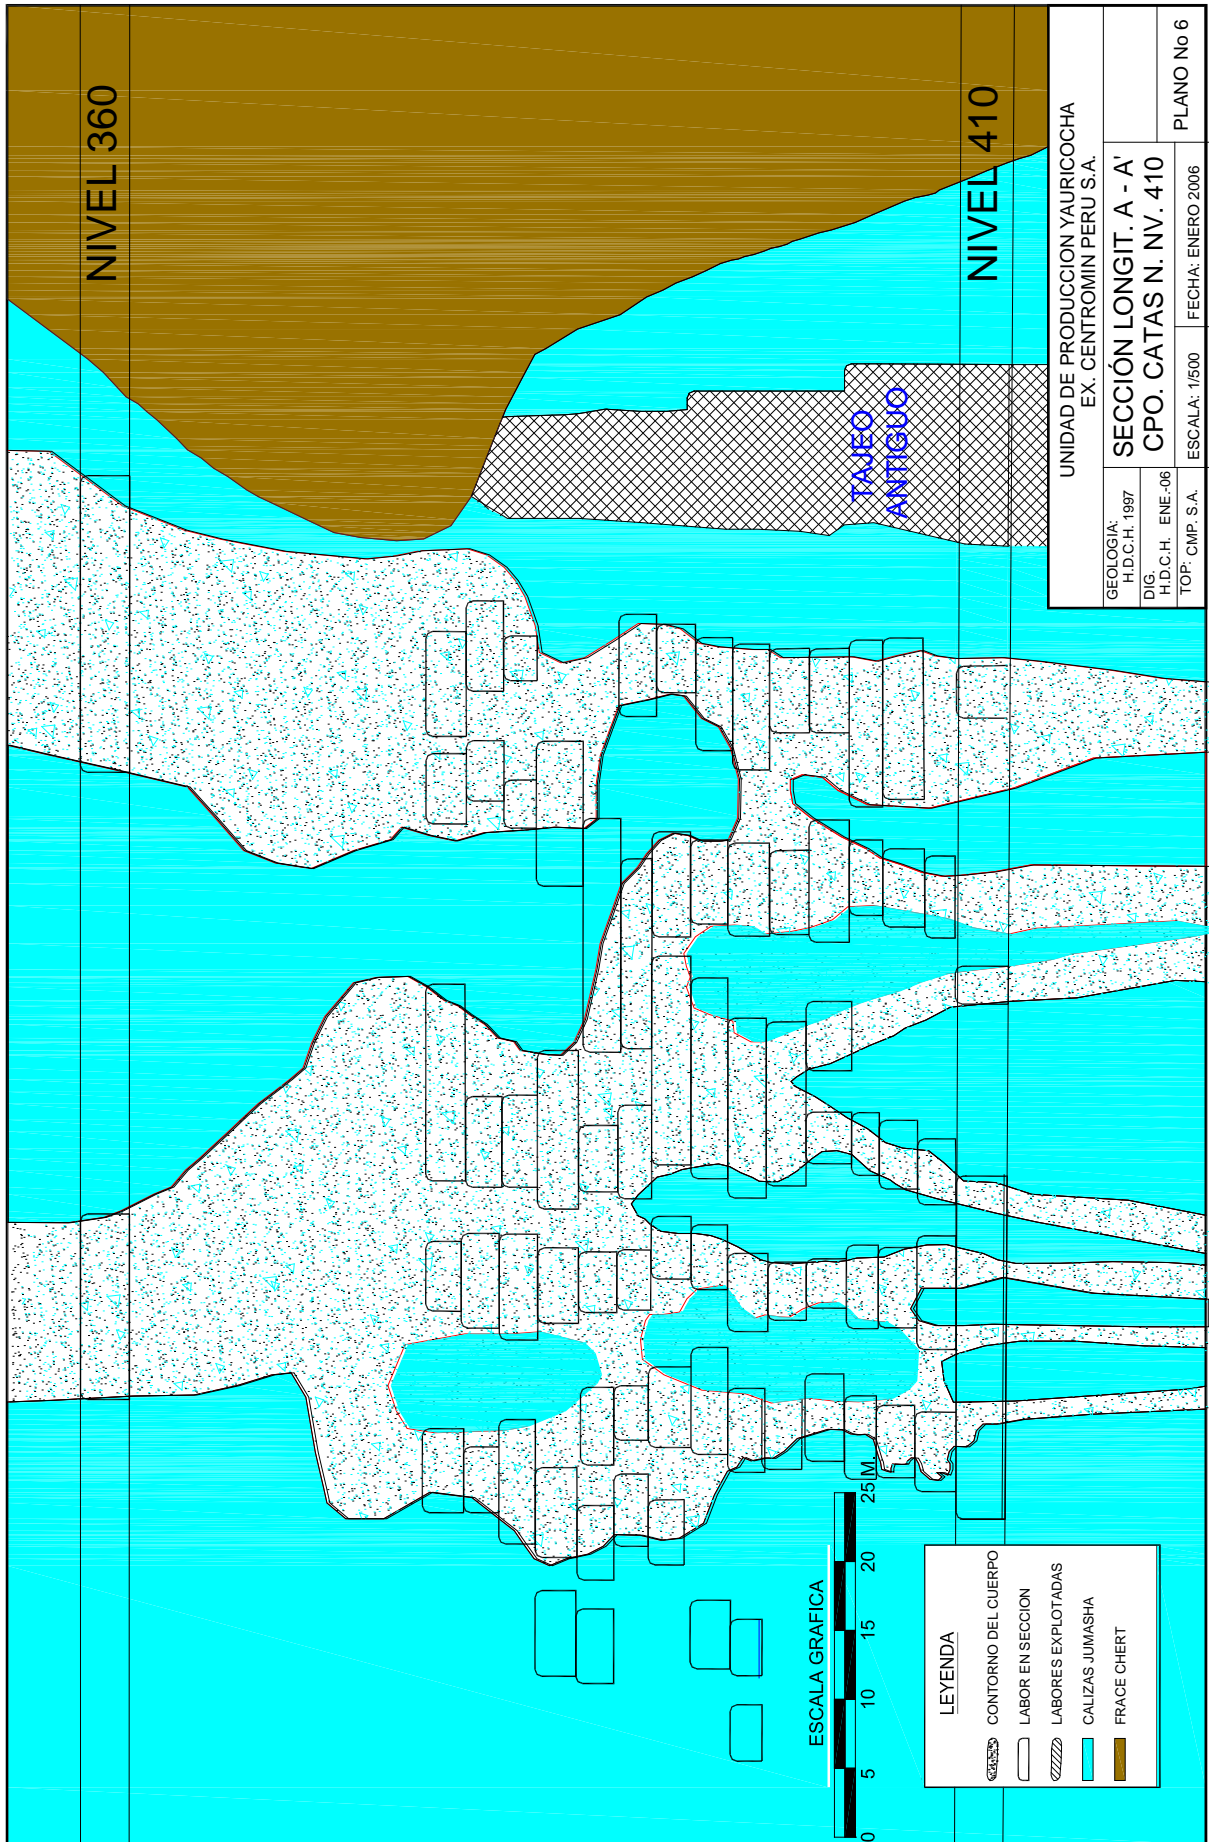 NIVEL 360
NIVEL 410
TAJEO
ANTIGUO
UNIDAD DE PRODUCCION YAURICOCHA
EX. CENTROMIN PERU S.A.
GEOLOGIA:
H.D.C.H. 1997
DIG.
H.D.C.H. ENE.-06
TOP: CMP. S.A.
SECCIÓN LONGIT. A - A'
CPO. CATAS N. NV. 410
ESCALA: 1/500
FECHA: ENERO 2006
PLANO No 6
ESCALA GRAFICA
0 5 10 15 20 25 M.
LEYENDA
CONTORNO DEL CUERPO
LABOR EN SECCION
LABORES EXPLOTADAS
CALIZAS JUMASHA
FRACE CHERT